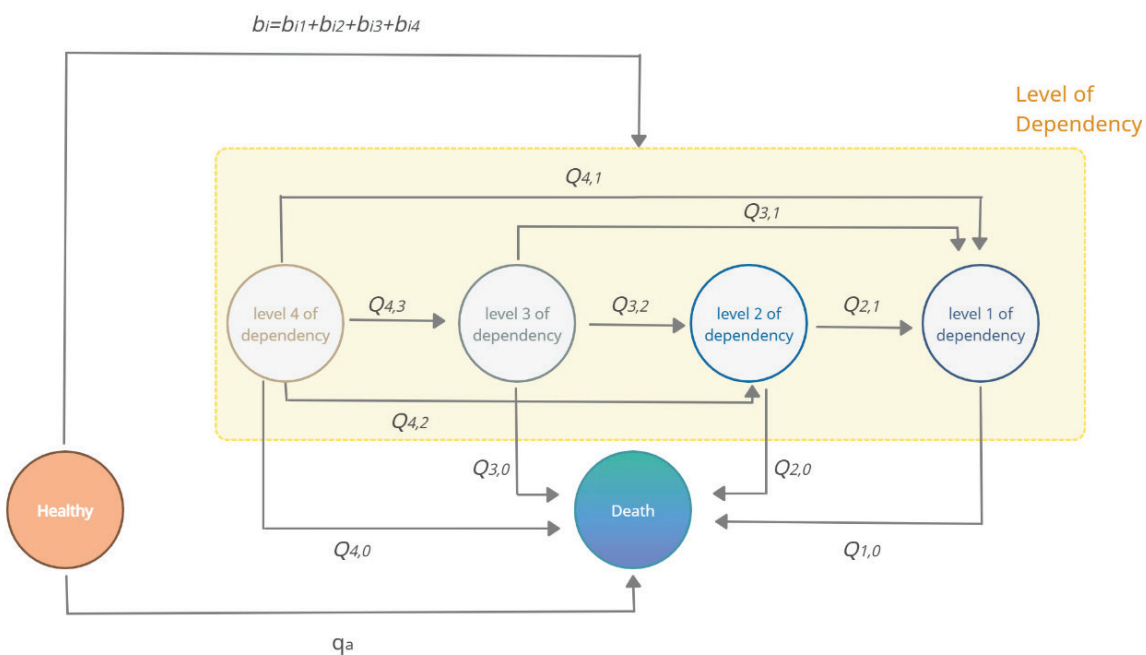 bi=bi1+bi2+bi3+bi4
Level of
Dependency
Q4,1
Q3,1
level 4 of
dependency
Q4,3
level 3 of
dependency
Q3,2
level 2 of
dependency
Q2,1
level 1 of
dependency
Q4,2
Q3,0
Q2,0
Healthy
Death
Q4,0
Q1,0
qa